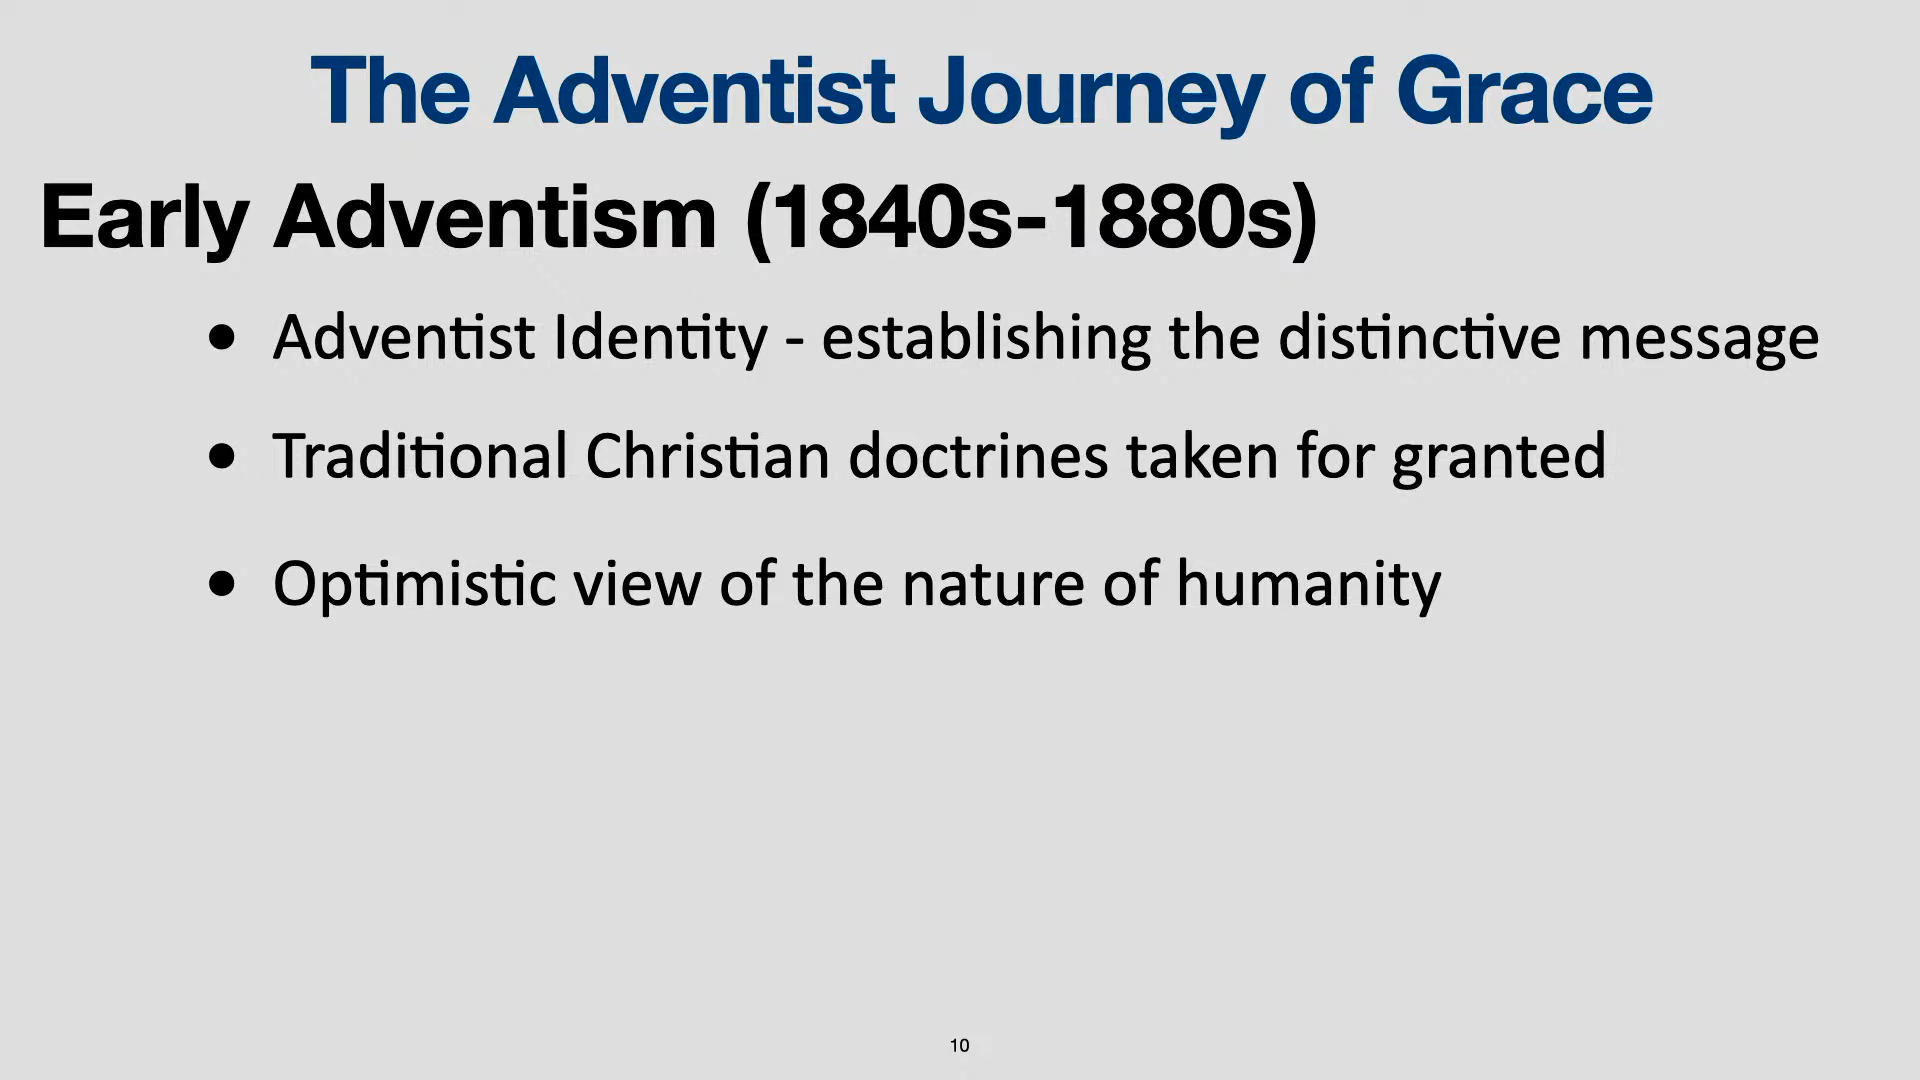 The Adventist Journey of Grace
Early Adventism (1840s-1880s)
• Adventist Identity - establishing the distinctive message
• Traditional Christian doctrines taken for granted
• Optimistic view of the nature of humanity
10